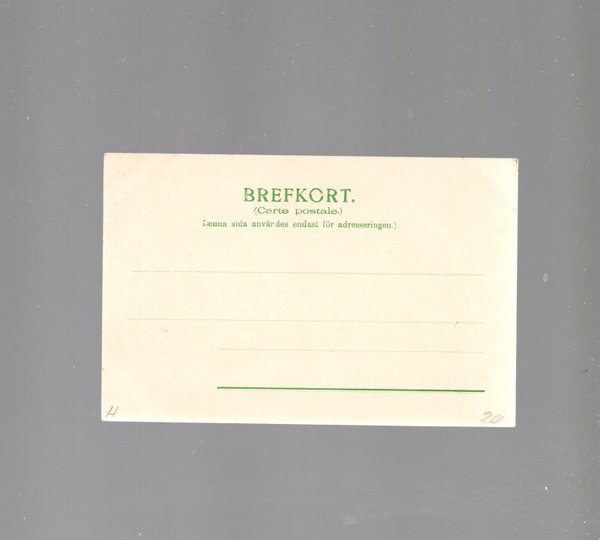 BREFKORT.
(Carte postale.)
Denna sida användes endast för adresseringen.)
H
20